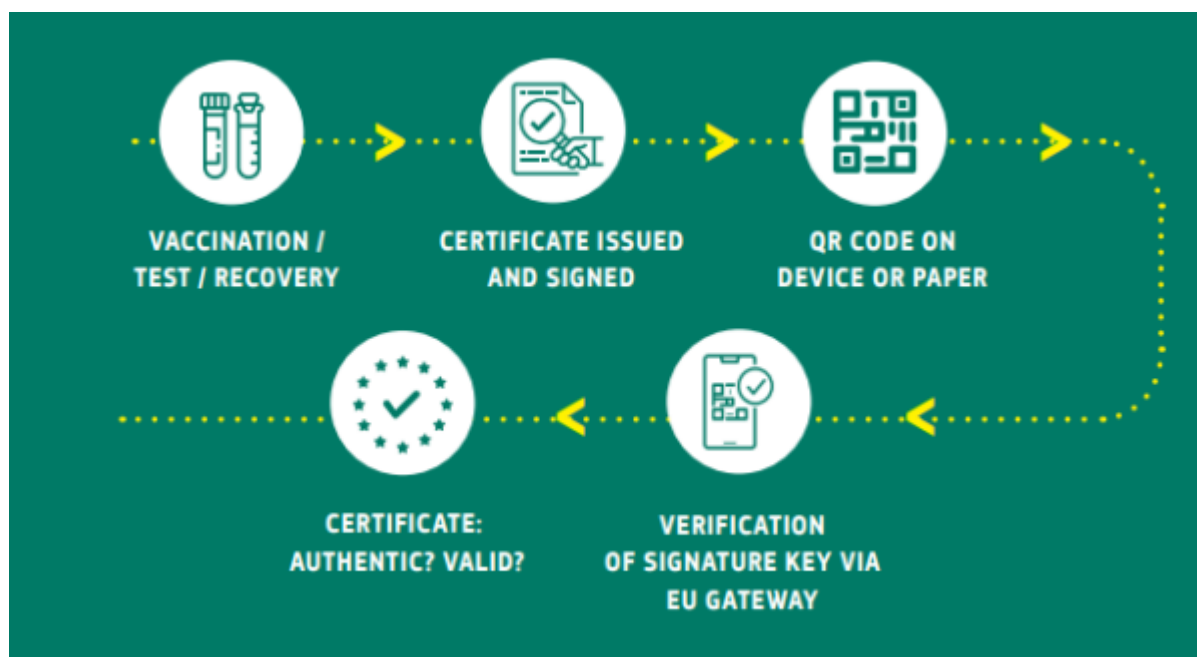 VACCINATION /
TEST / RECOVERY
CERTIFICATE ISSUED
AND SIGNED
QR CODE ON
DEVICE OR PAPER
VERIFICATION
OF SIGNATURE KEY VIA
EU GATEWAY
CERTIFICATE:
AUTHENTIC? VALID?